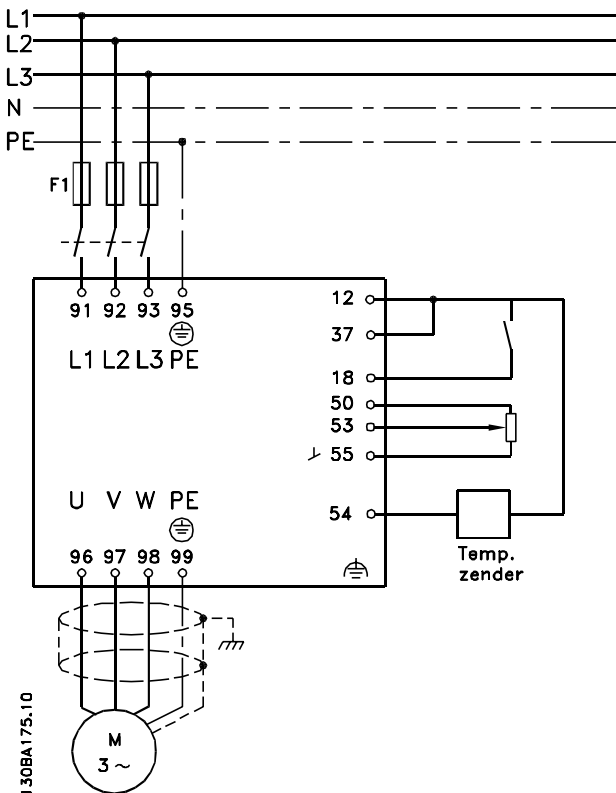 L1
L2
L3
N
PE
F1
91 92 93 95
L1 L2 L3 PE
12
37
18
50
53
55
54
Temp.
zender
U V W PE
96 97 98 99
M
3 ~
130BA175.10